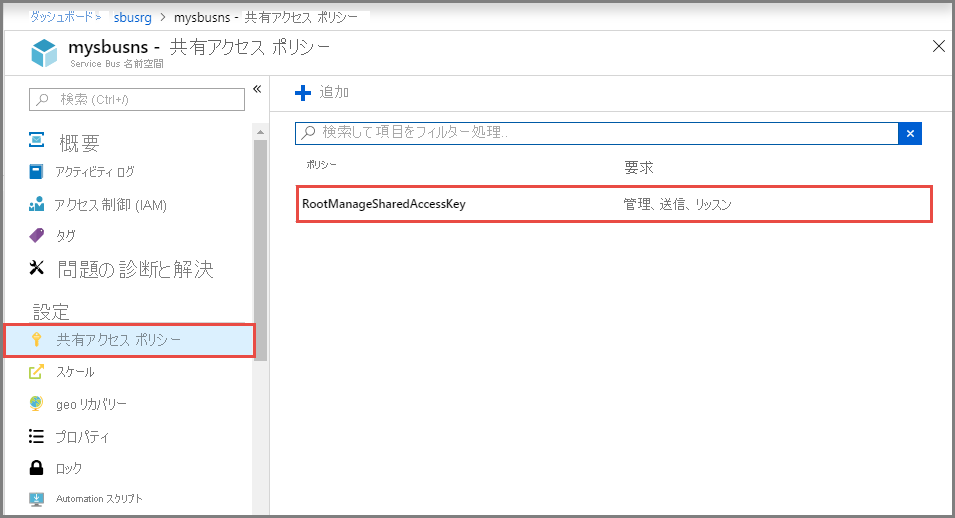 ダッシュボード > sbusrg > mysbusns - 共有アクセス ポリシー
mysbusns - 共有アクセス ポリシー
Service Bus 名前空間
検索 (Ctrl+/)
«
概要
アクティビティ ログ
アクセス制御 (IAM)
タグ
問題の診断と解決
設定
共有アクセス ポリシー
スケール
geo リカバリー
プロパティ
ロック
Automation スクリプト
追加
検索して項目をフィルター処理..
ポリシー 要求
RootManageSharedAccessKey 管理、送信、リッスン